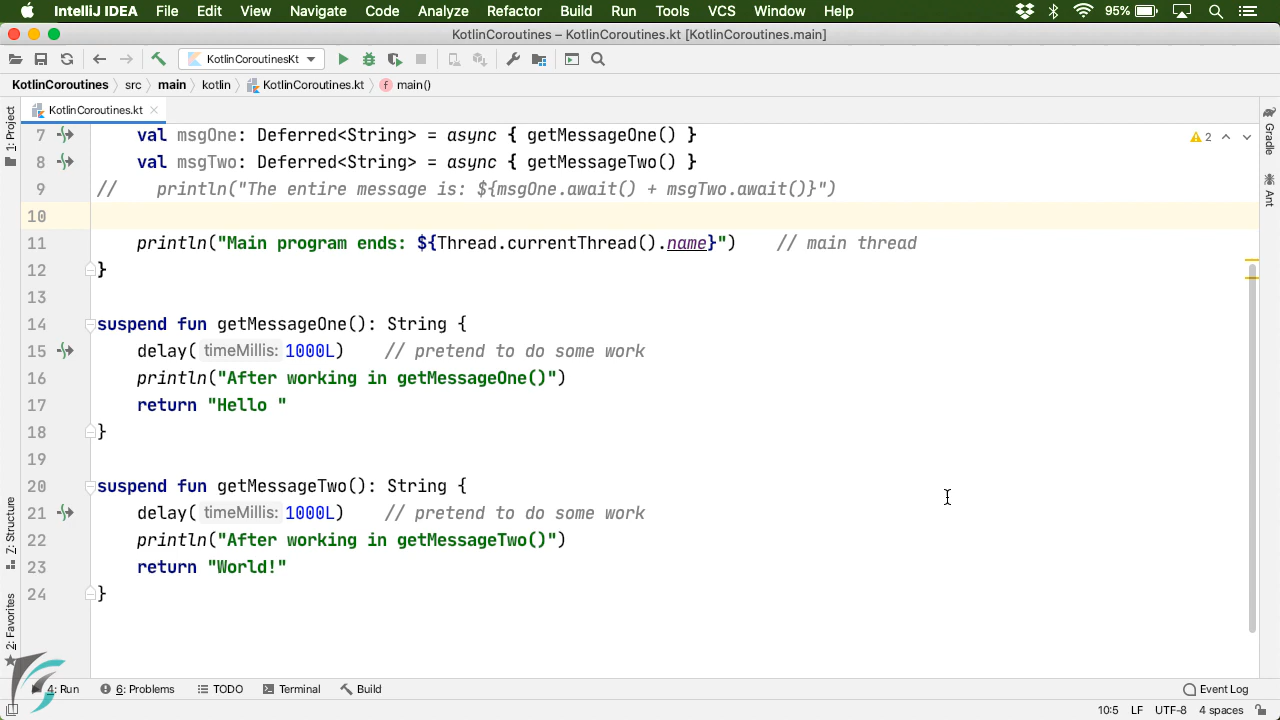 IntelliJ IDEA File Edit View Navigate Code Analyze Refactor Build Run Tools VCS Window Help 95%
KotlinCoroutines – KotlinCoroutines.kt [KotlinCoroutines.main]
KotlinCoroutinesKt
KotlinCoroutines src main kotlin KotlinCoroutines.kt f main()
1: Project
KotlinCoroutines.kt
7 val msgOne: Deferred<String> = async { getMessageOne() }
2
8 val msgTwo: Deferred<String> = async { getMessageTwo() }
9 // println("The entire message is: ${msgOne.await() + msgTwo.await()}")
10
11 println("Main program ends: ${Thread.currentThread().name}") // main thread
12 }
13
14 suspend fun getMessageOne(): String {
15 delay( timeMillis: 1000L) // pretend to do some work
16 println("After working in getMessageOne()")
17 return "Hello "
18 }
19
20 suspend fun getMessageTwo(): String {
21 delay( timeMillis: 1000L) // pretend to do some work
22 println("After working in getMessageTwo()")
23 return "World!"
24 }
Z: Structure
2: Favorites
Gradle
Ant
4: Run 6: Problems TODO Terminal Build Event Log
10:5 LF UTF-8 4 spaces